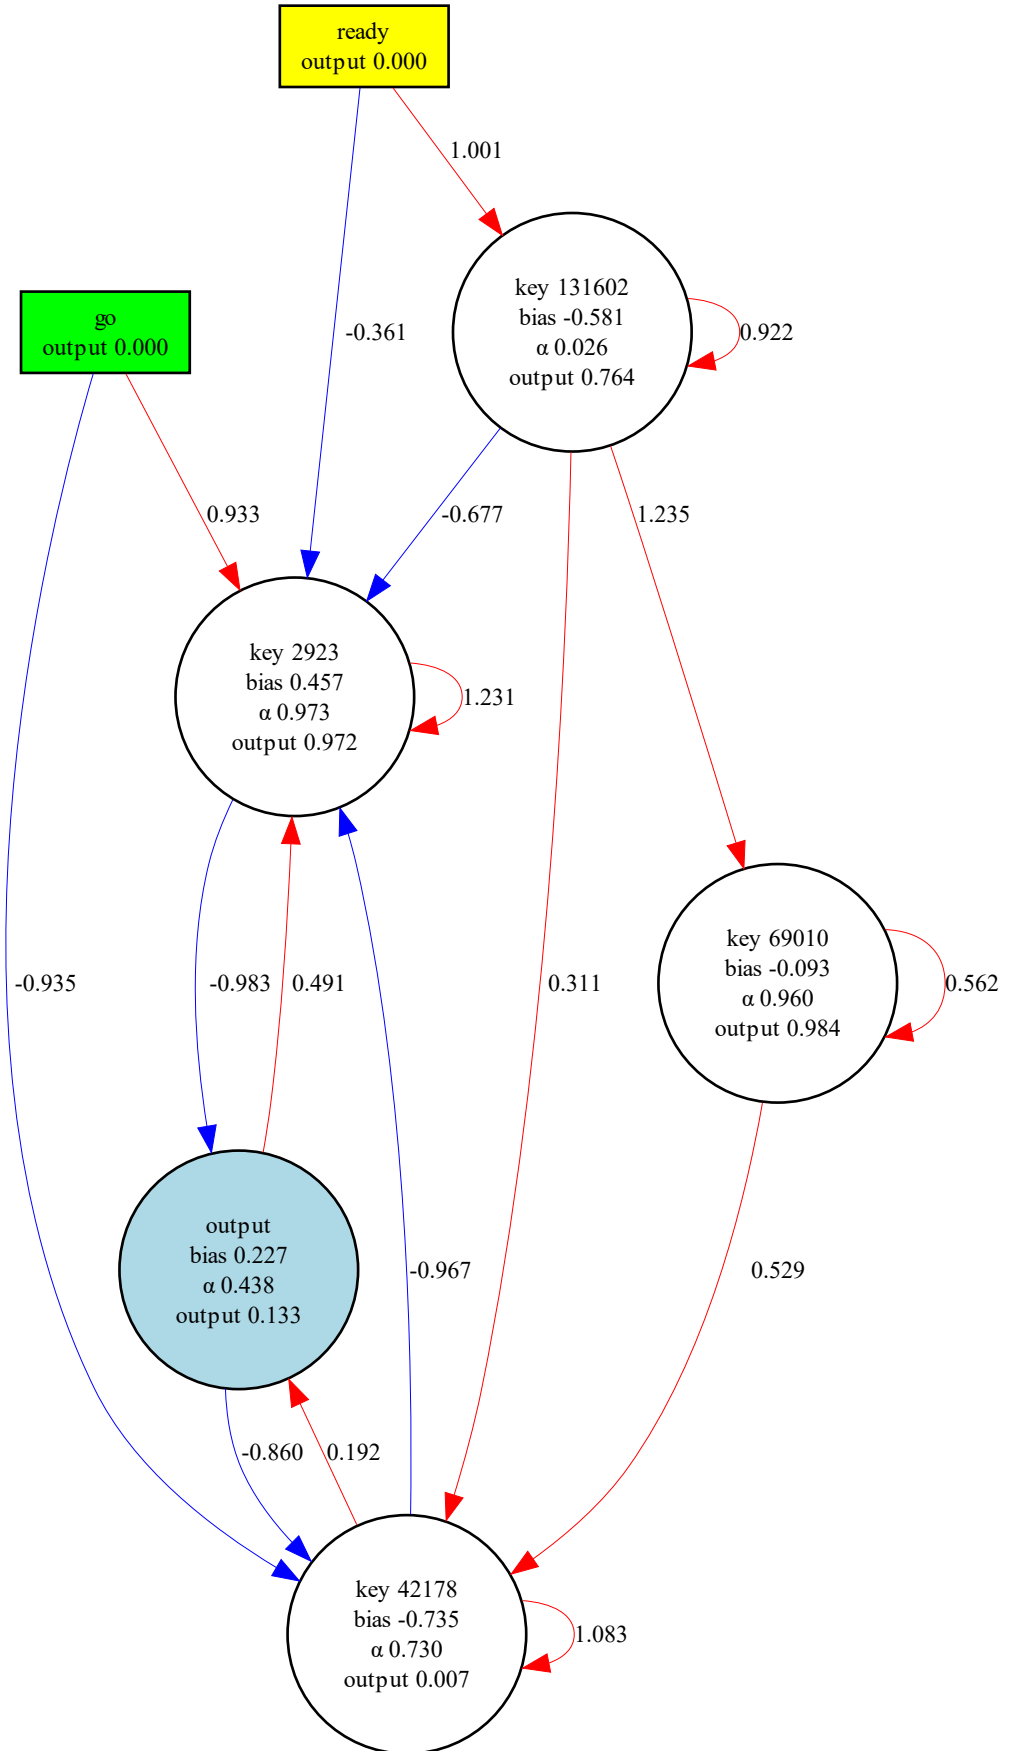 ready
output 0.000
1.001
key 131602
bias -0.581
α 0.026
output 0.764
0.922
go
output 0.000
-0.361
0.933
-0.677
1.235
key 2923
bias 0.457
α 0.973
output 0.972
1.231
key 69010
bias -0.093
α 0.960
output 0.984
0.562
-0.935
-0.983
0.491
0.311
output
bias 0.227
α 0.438
output 0.133
-0.967
0.529
-0.860
0.192
key 42178
bias -0.735
α 0.730
output 0.007
1.083